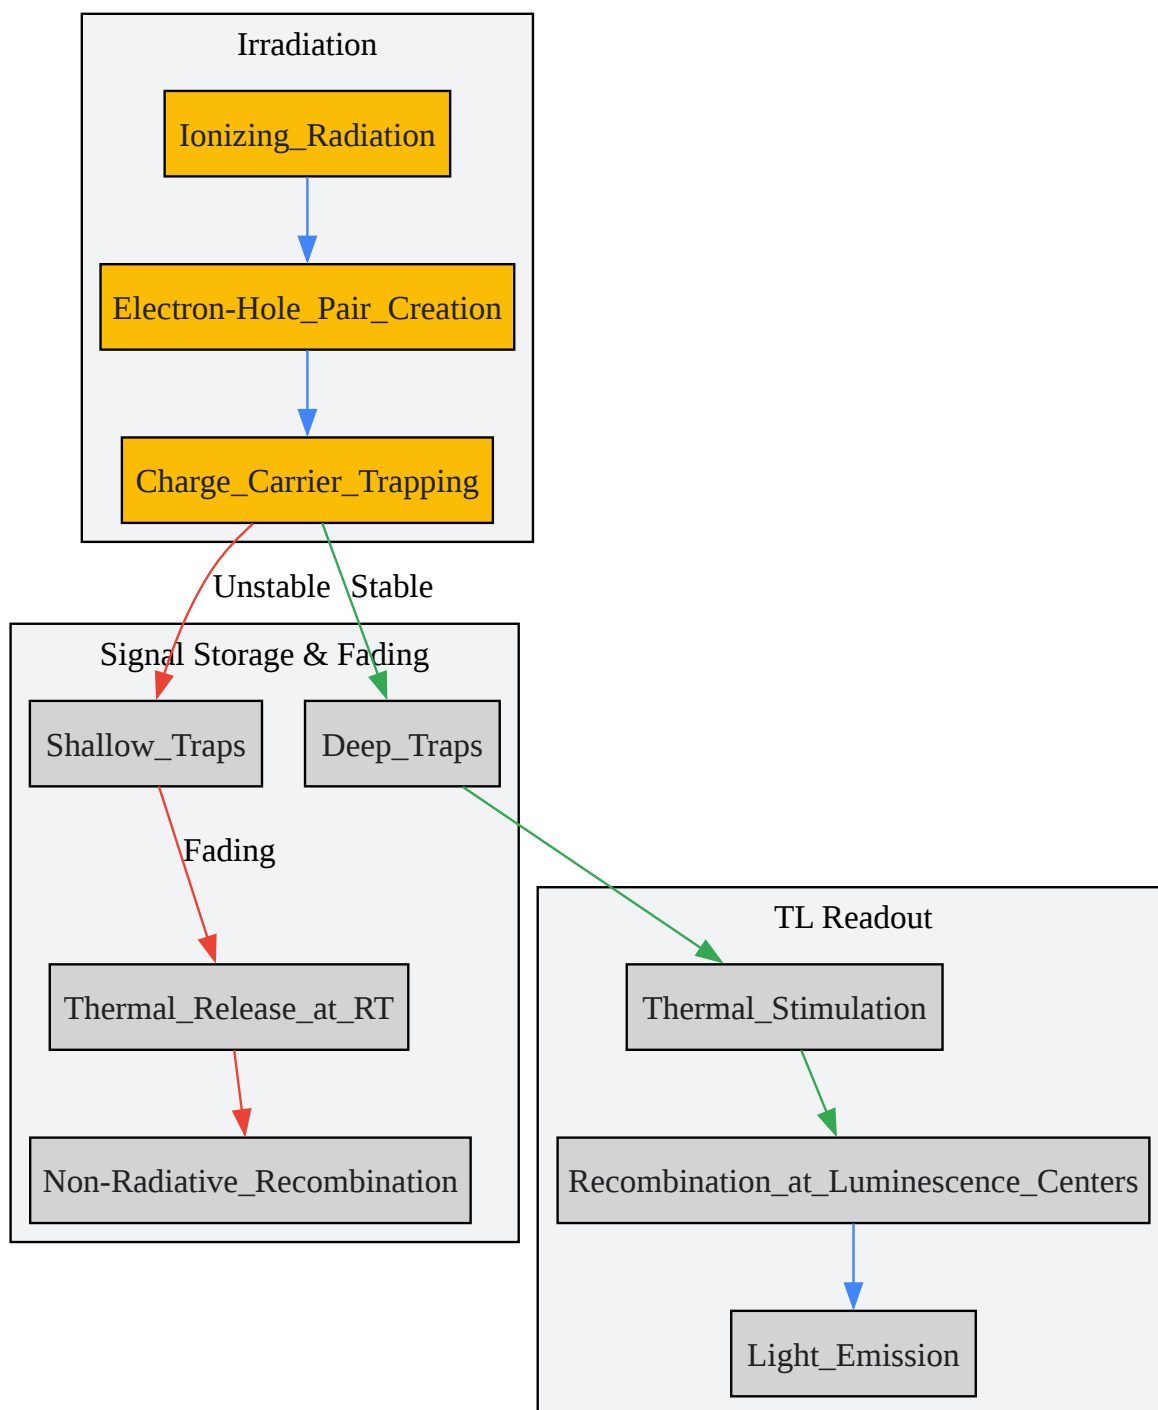 Irradiation
Ionizing_Radiation
Electron-Hole_Pair_Creation
Charge_Carrier_Trapping
Unstable
Stable
Signal Storage & Fading
Shallow_Traps
Deep_Traps
Fading
TL Readout
Thermal_Release_at_RT
Thermal_Stimulation
Non-Radiative_Recombination
Recombination_at_Luminescence_Centers
Light_Emission